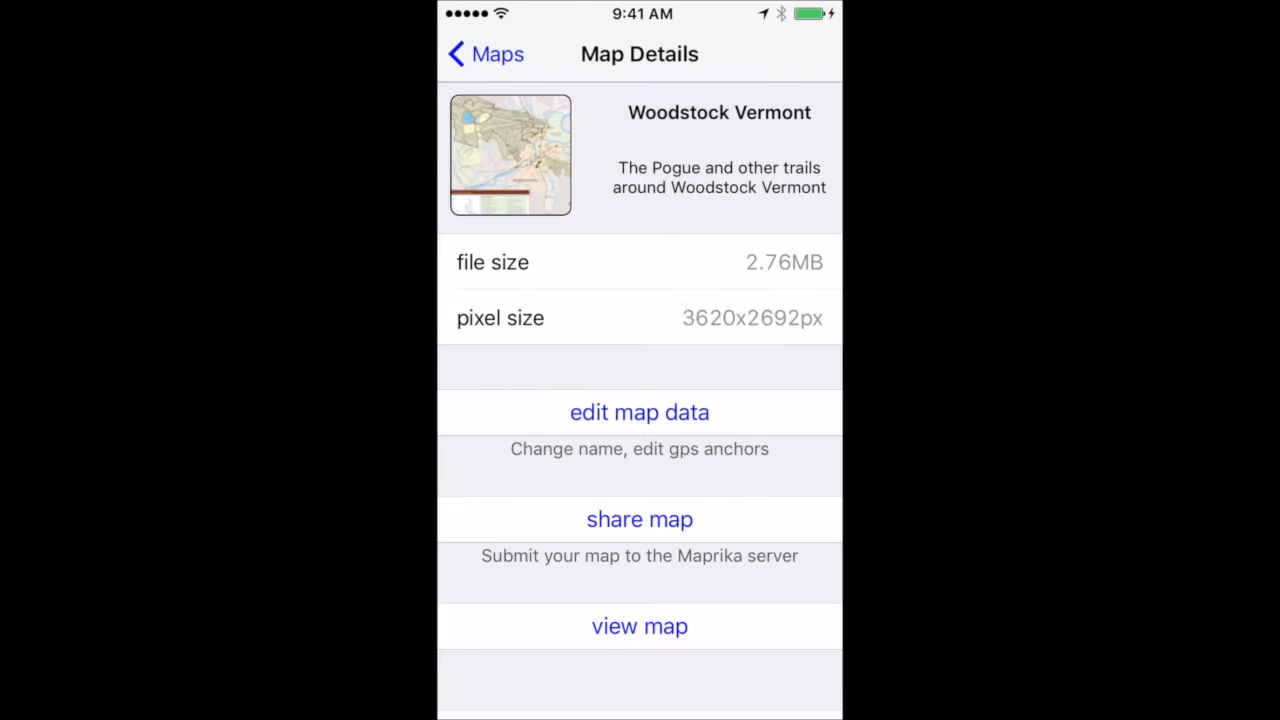 9:41 AM
Maps
Map Details
Woodstock Vermont
The Pogue and other trails
around Woodstock Vermont
file size
2.76MB
pixel size
3620x2692px
edit map data
Change name, edit gps anchors
share map
Submit your map to the Maprika server
view map